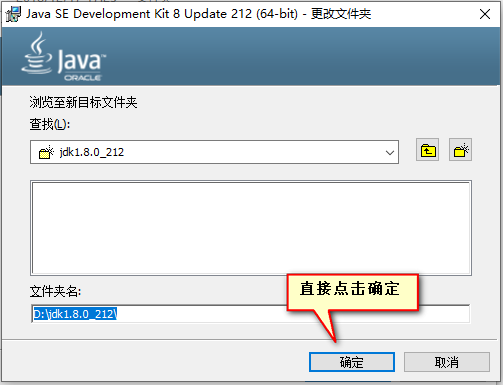 Java SE Development Kit 8 Update 212 (64-bit) - 更改文件夹
Java
ORACLE
浏览至新目标文件夹
查找(L):
jdk1.8.0_212
文件夹名:
D:\jdk1.8.0_212\
直接点击确定
确定
取消